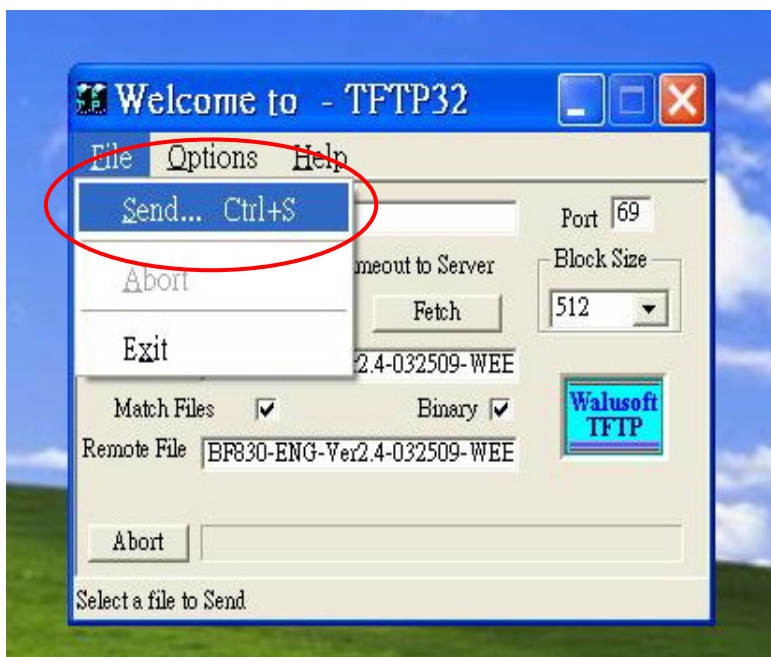 Welcome to - TFTP32
File Options Help
Send... Ctrl+S
Port 69
Abort
meout to Server
Block Size
Fetch
512
Exit
2.4-032509-WEE
Match Files
Binary
Walusoft
TFTP
Remote File BF830-ENG-Ver2.4-032509-WEE
Abort
Select a file to Send